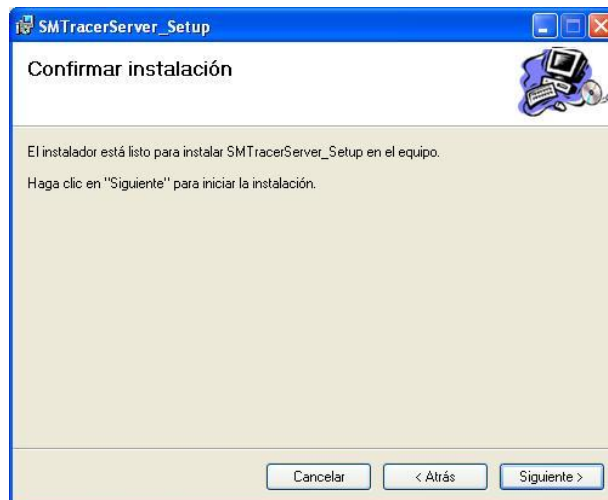 SMTracerServer_Setup
Confirmar instalación
El instalador está listo para instalar SMTracerServer_Setup en el equipo.
Haga clic en "Siguiente" para iniciar la instalación.
Cancelar
< Atrás
Siguiente >